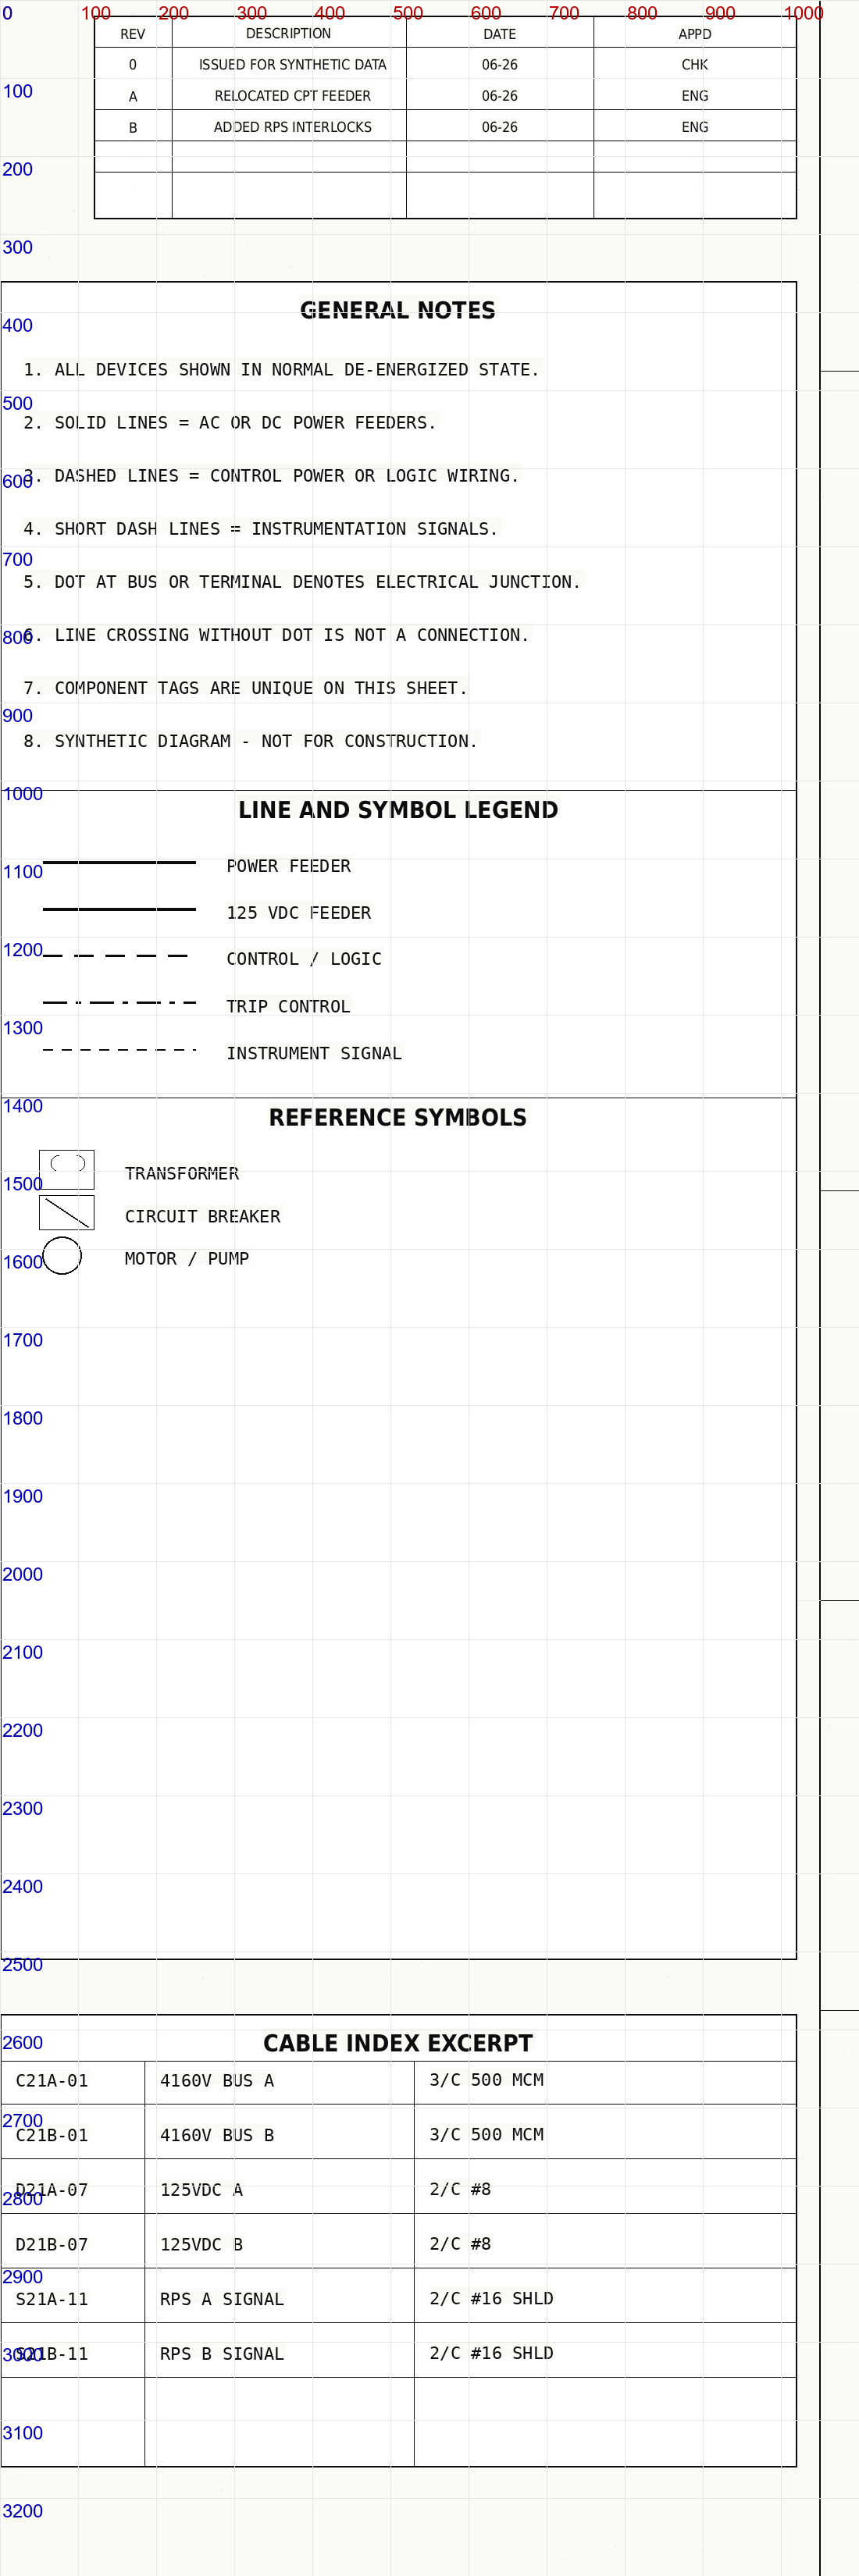 0 100 200 300 400 500 600 700 800 900 1000
REV DESCRIPTION DATE APPD
0 ISSUED FOR SYNTHETIC DATA 06-26 CHK
100
A RELOCATED CPT FEEDER 06-26 ENG
B ADDED RPS INTERLOCKS 06-26 ENG
200
300
GENERAL NOTES
400
1. ALL DEVICES SHOWN IN NORMAL DE-ENERGIZED STATE.
500
2. SOLID LINES = AC OR DC POWER FEEDERS.
600
3. DASHED LINES = CONTROL POWER OR LOGIC WIRING.
4. SHORT DASH LINES = INSTRUMENTATION SIGNALS.
700
5. DOT AT BUS OR TERMINAL DENOTES ELECTRICAL JUNCTION.
800
6. LINE CROSSING WITHOUT DOT IS NOT A CONNECTION.
7. COMPONENT TAGS ARE UNIQUE ON THIS SHEET.
900
8. SYNTHETIC DIAGRAM - NOT FOR CONSTRUCTION.
1000
LINE AND SYMBOL LEGEND
1100
POWER FEEDER
125 VDC FEEDER
1200
CONTROL / LOGIC
TRIP CONTROL
1300
INSTRUMENT SIGNAL
1400
REFERENCE SYMBOLS
TRANSFORMER
1500
CIRCUIT BREAKER
1600
MOTOR / PUMP
1700
1800
1900
2000
2100
2200
2300
2400
2500
2600
CABLE INDEX EXCERPT
C21A-01 4160V BUS A 3/C 500 MCM
2700
C21B-01 4160V BUS B 3/C 500 MCM
D21A-07 125VDC A 2/C #8
2800
D21B-07 125VDC B 2/C #8
2900
S21A-11 RPS A SIGNAL 2/C #16 SHLD
3000
S21B-11 RPS B SIGNAL 2/C #16 SHLD
3100
3200